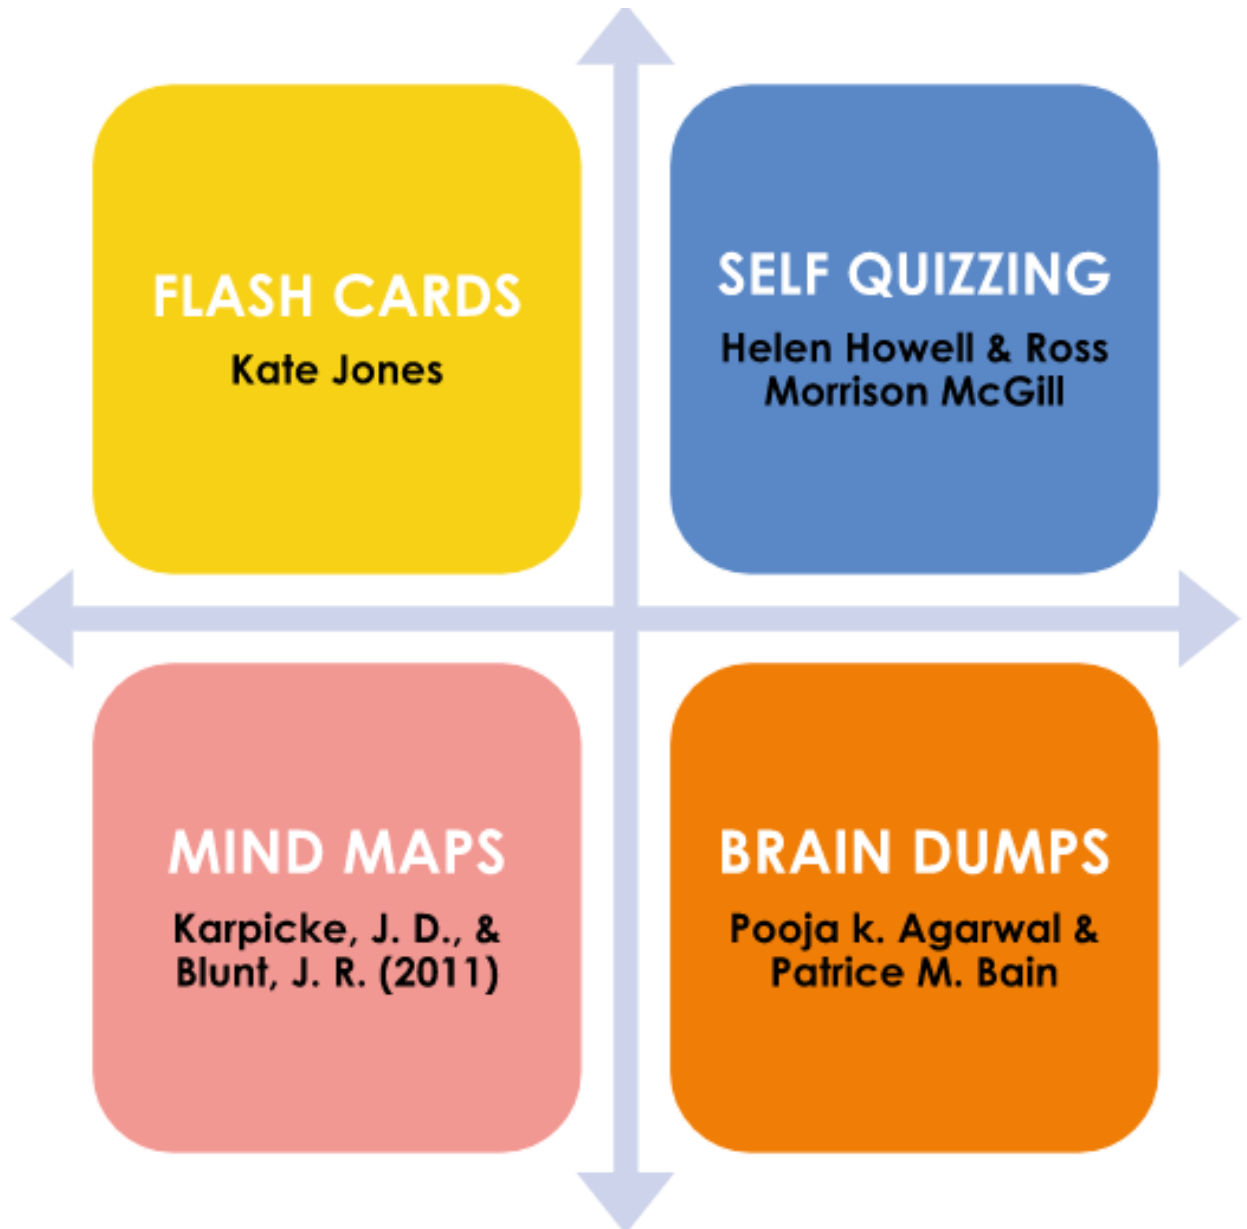 FLASH CARDS
Kate Jones
SELF QUIZZING
Helen Howell & Ross
Morrison McGill
MIND MAPS
Karpicke, J. D., &
Blunt, J. R. (2011)
BRAIN DUMPS
Pooja k. Agarwal &
Patrice M. Bain